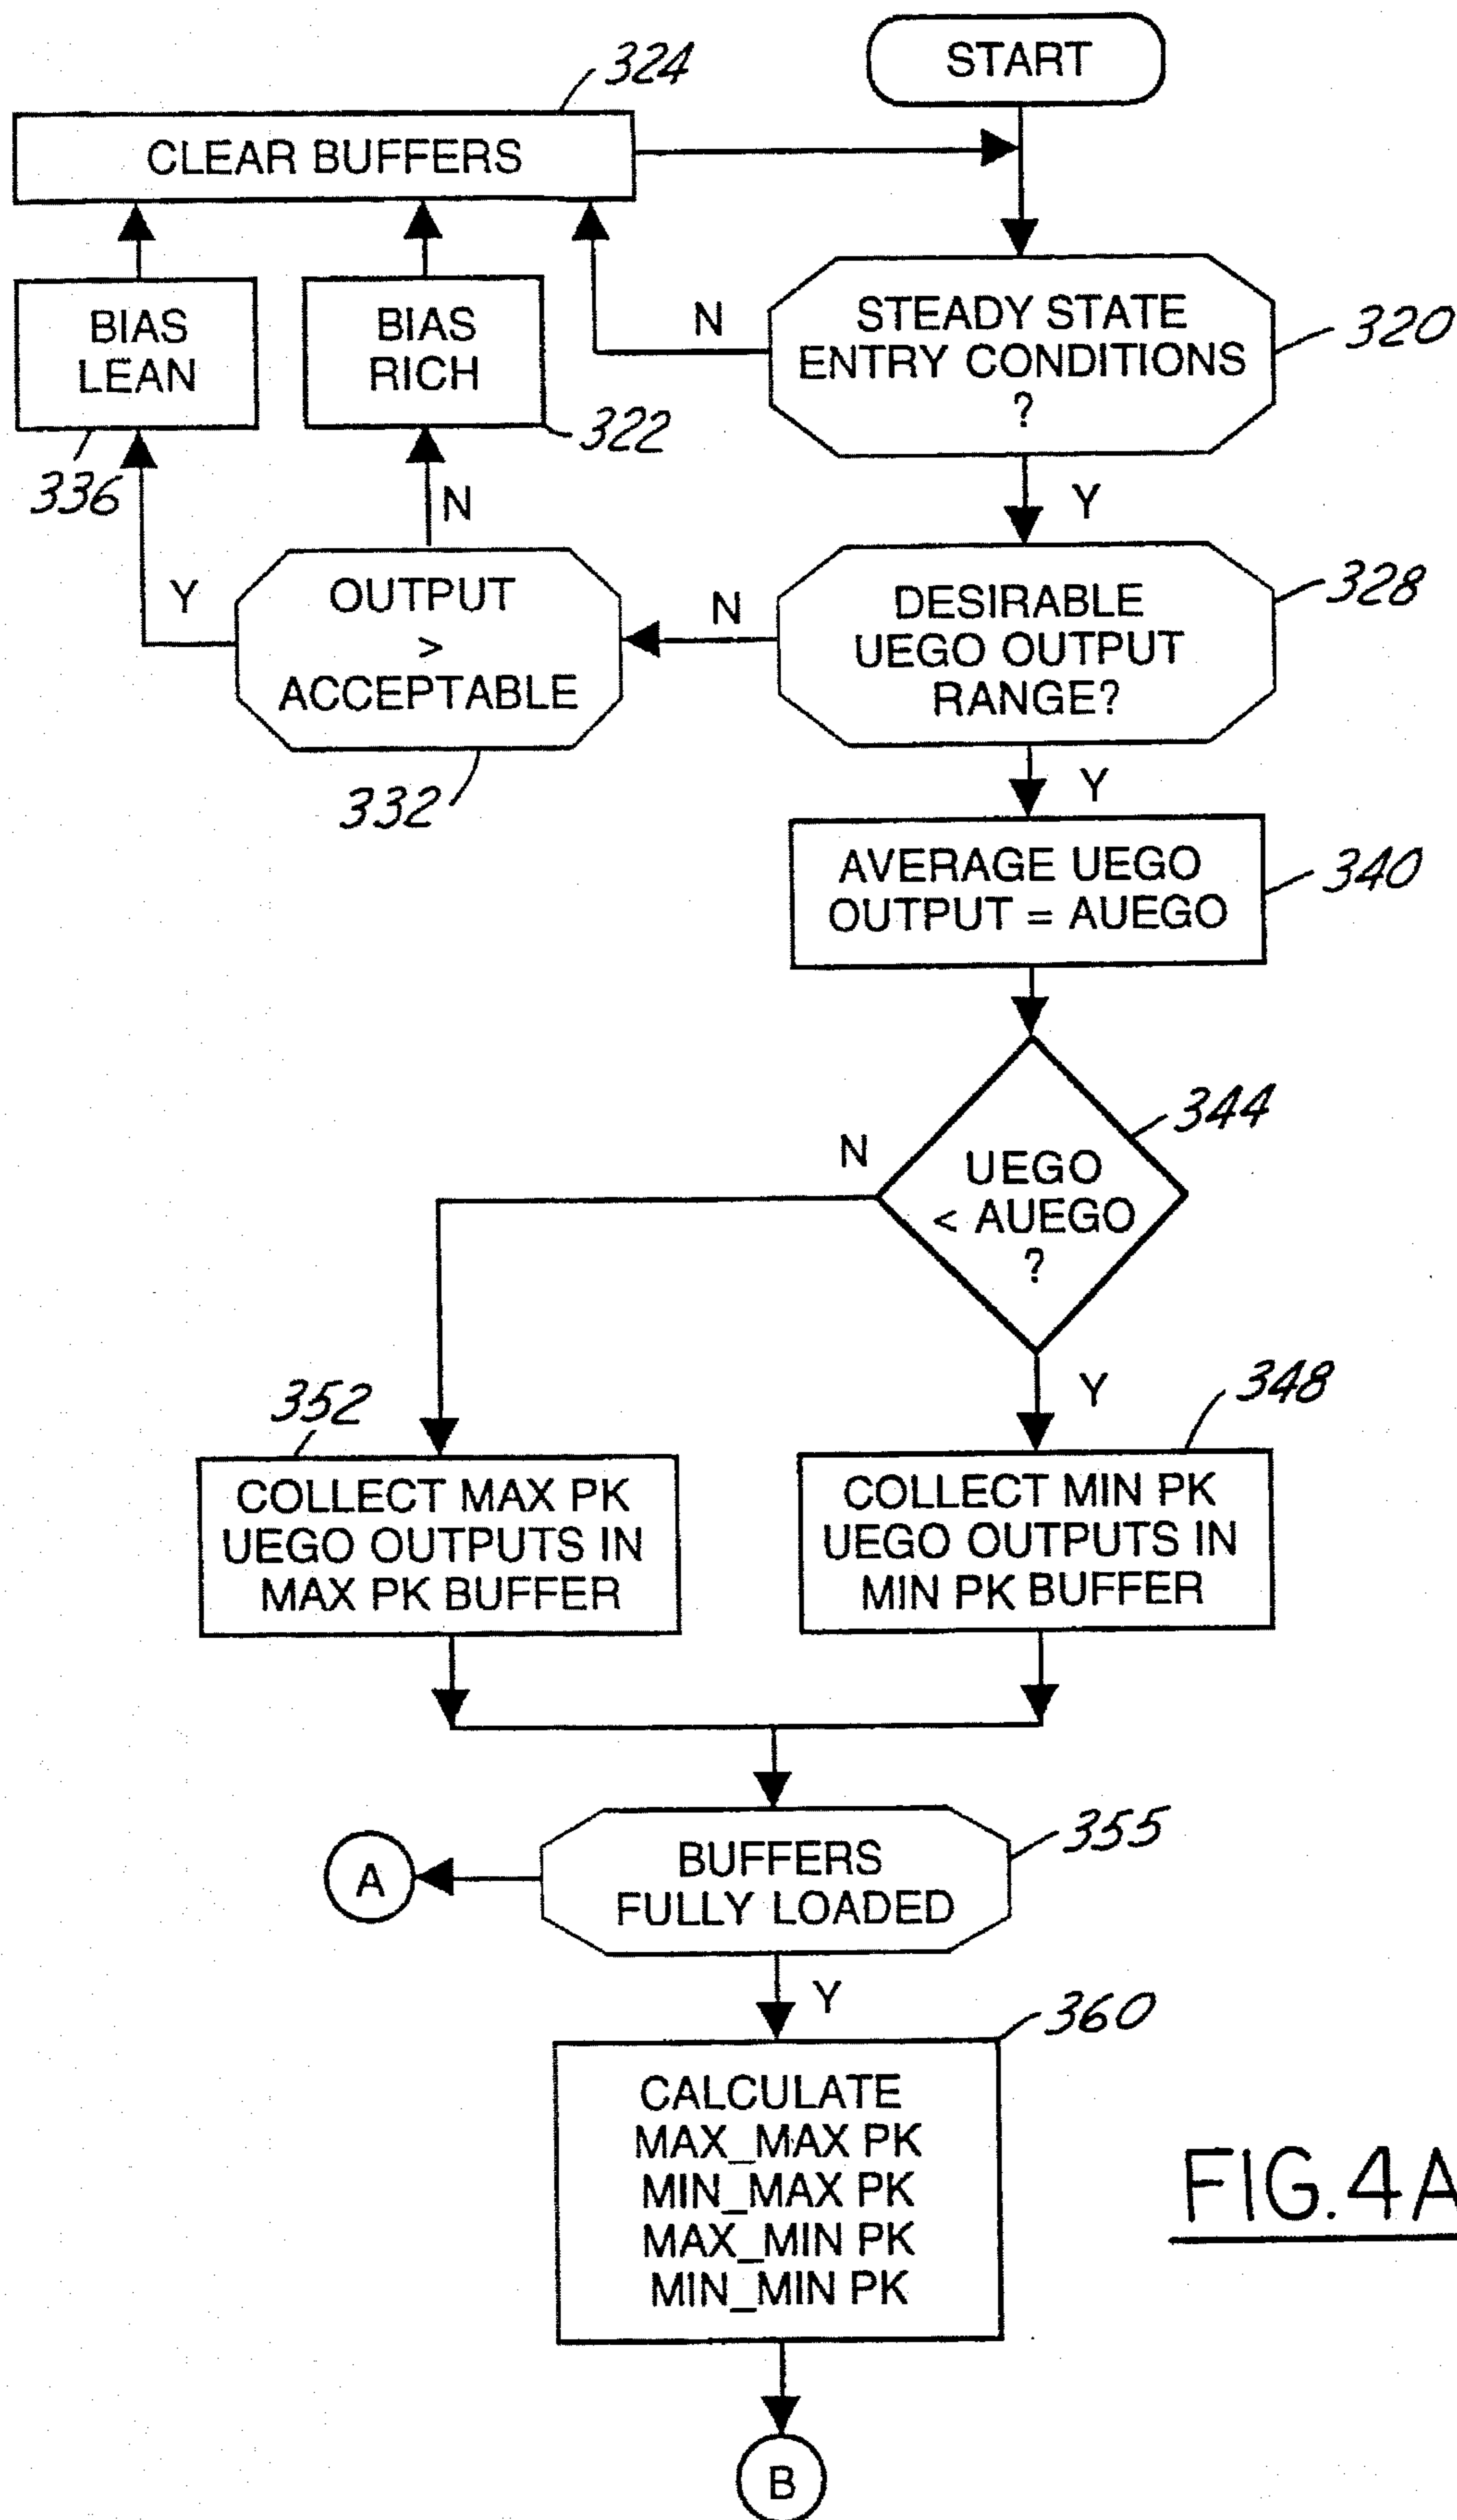 START
324
CLEAR BUFFERS
BIAS
LEAN
336
BIAS
RICH
322
N
STEADY STATE
ENTRY CONDITIONS
?
320
Y
N
Y
OUTPUT
>
ACCEPTABLE
332
N
DESIRABLE
UEGO OUTPUT
RANGE?
328
Y
AVERAGE UEGO
OUTPUT = AUEGO
340
N
UEGO
< AUEGO
?
344
Y
352
COLLECT MAX PK
UEGO OUTPUTS IN
MAX PK BUFFER
348
COLLECT MIN PK
UEGO OUTPUTS IN
MIN PK BUFFER
A
BUFFERS
FULLY LOADED
355
Y
360
CALCULATE
MAX_MAX PK
MIN_MAX PK
MAX_MIN PK
MIN_MIN PK
FIG.4A
B